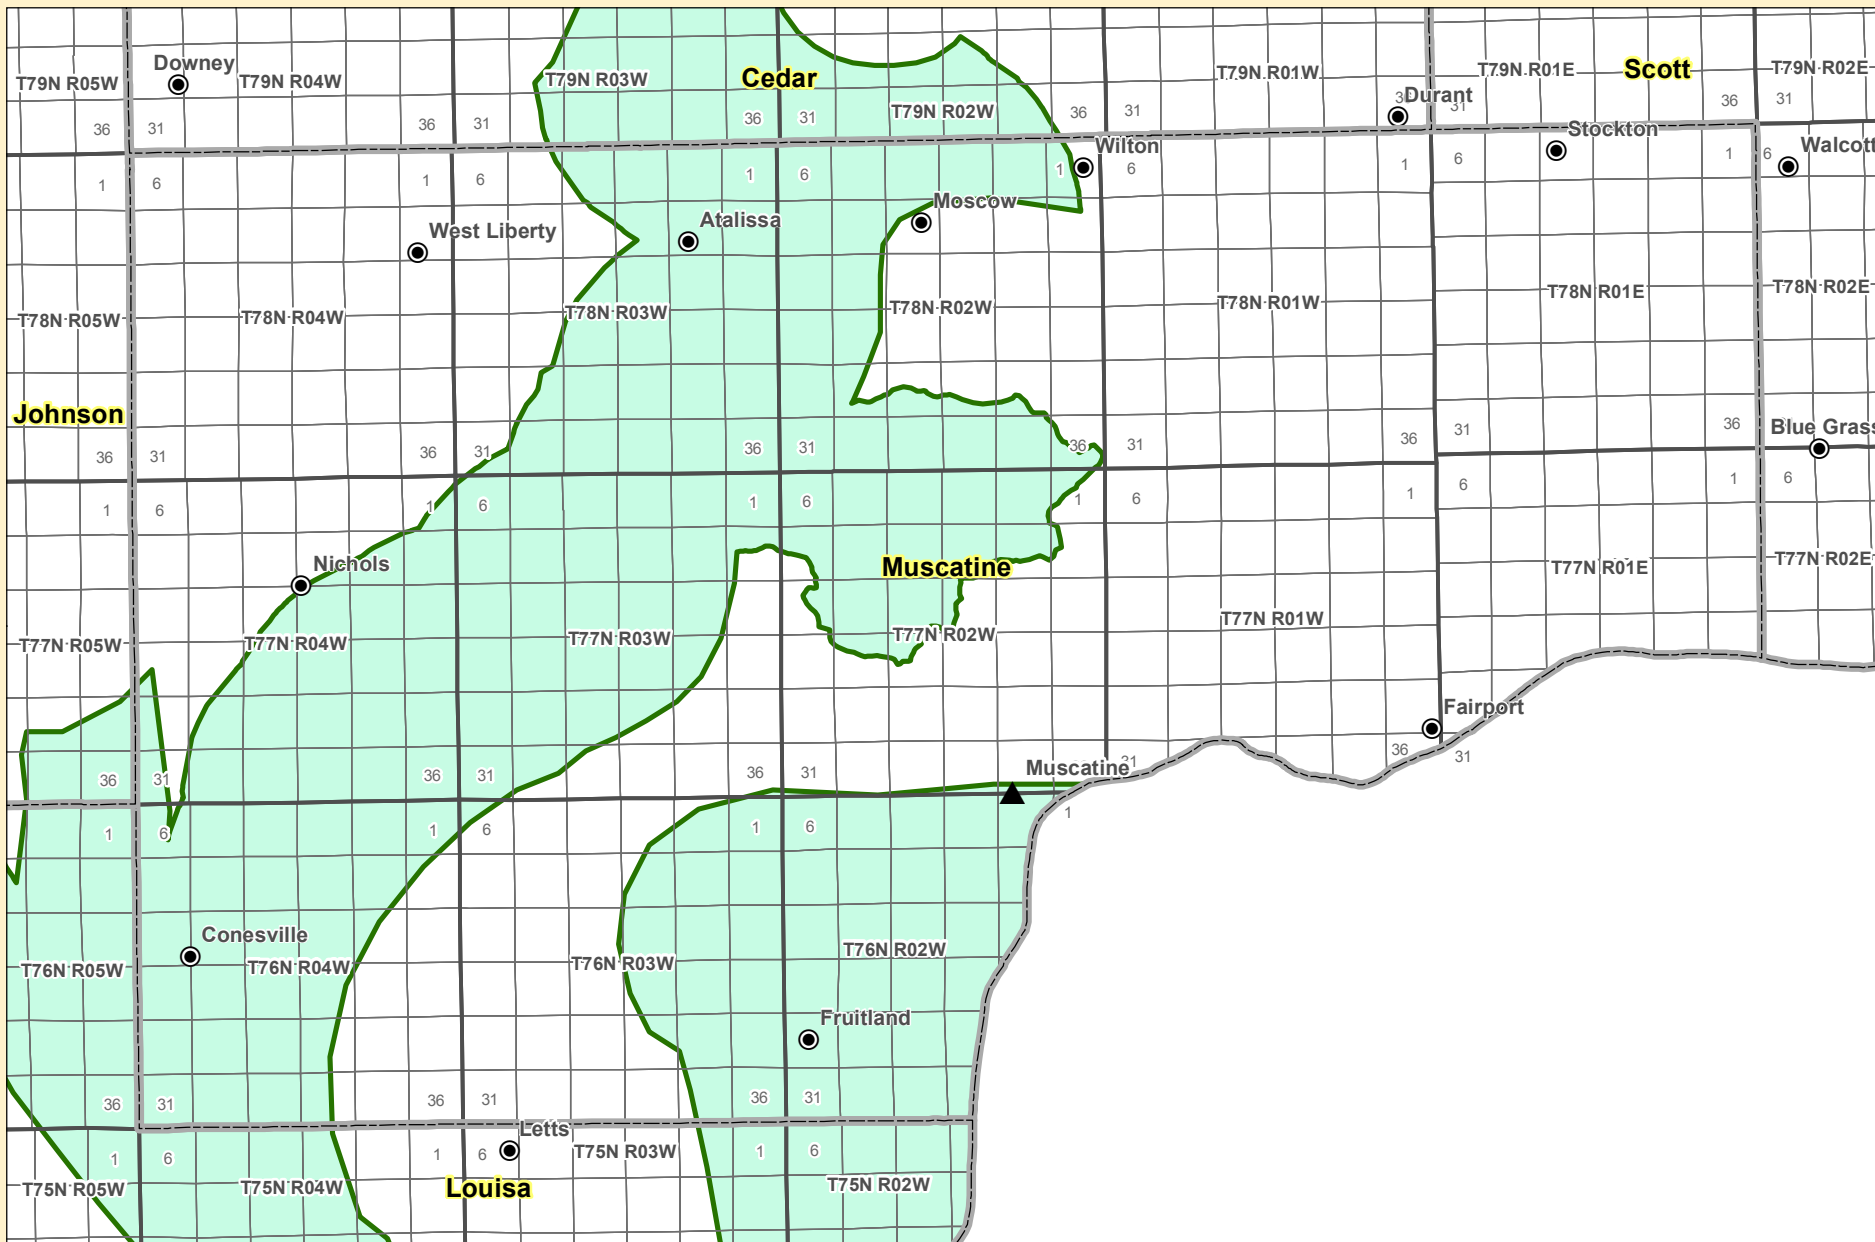 Downey
T79N R05W
T79N R04W
T79N R03W
Cedar
T79N R02W
T79N R01W
T79N R01E
Scott
T79N R02E
Durant
36
31
36
31
36
31
36
31
36
31
36
31
Stockton
Wilton
Walcott
1
6
1
6
1
6
1
6
1
6
1
6
Moscow
Atalissa
West Liberty
T78N R05W
T78N R04W
T78N R03W
T78N R02W
T78N R01W
T78N R01E
T78N R02E
Johnson
Blue Grass
36
31
36
31
36
31
36
31
36
31
36
1
6
1
6
1
6
1
6
1
6
1
6
Nichols
Muscatine
T77N R05W
T77N R04W
T77N R03W
T77N R02W
T77N R01W
T77N R01E
T77N R02E
Fairport
36
31
36
31
36
31
Muscatine
31
36
31
1
6
1
6
1
6
1
Conesville
T76N R05W
T76N R04W
T76N R03W
T76N R02W
Fruitland
36
31
36
31
36
31
Letts
1
6
1
6
1
6
T75N R05W
T75N R04W
T75N R03W
T75N R02W
Louisa